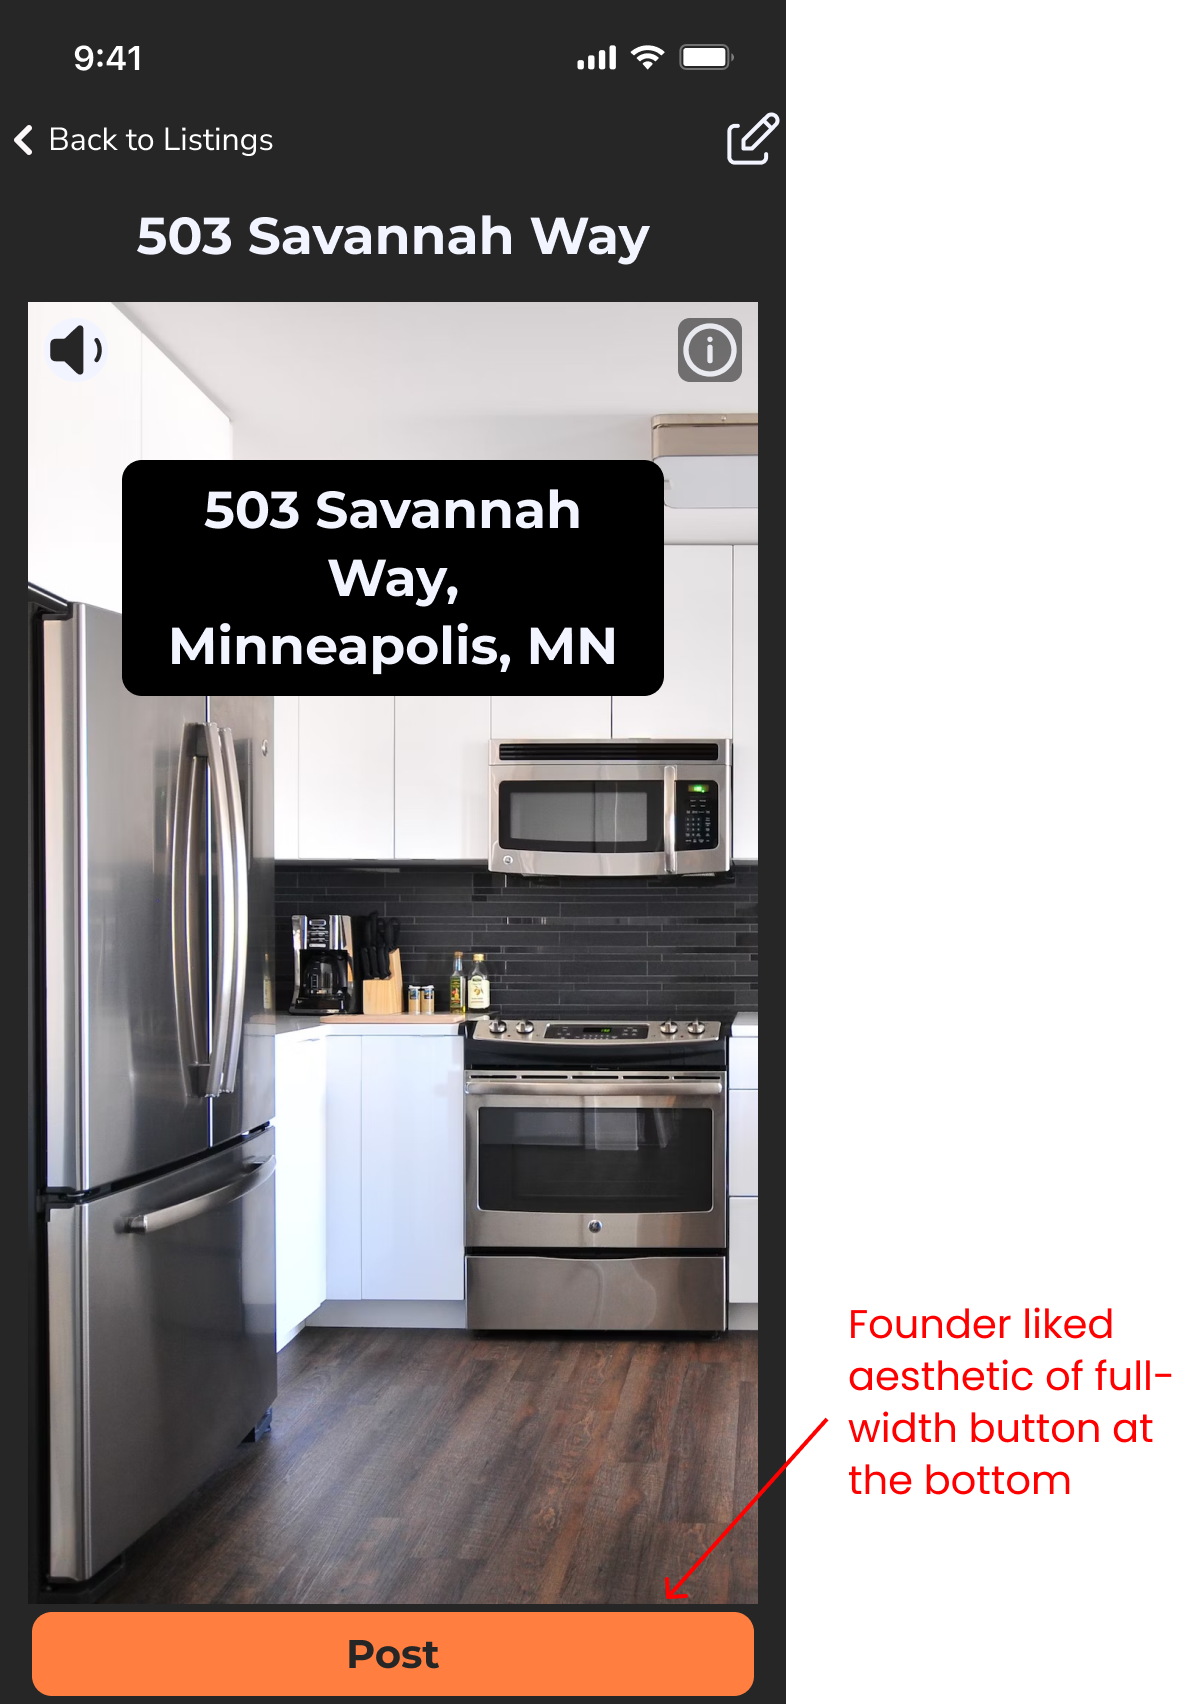 9:41
Back to Listings
503 Savannah Way
503 Savannah
Way,
Minneapolis, MN
Founder liked
aesthetic of full-
width button at
the bottom
Post